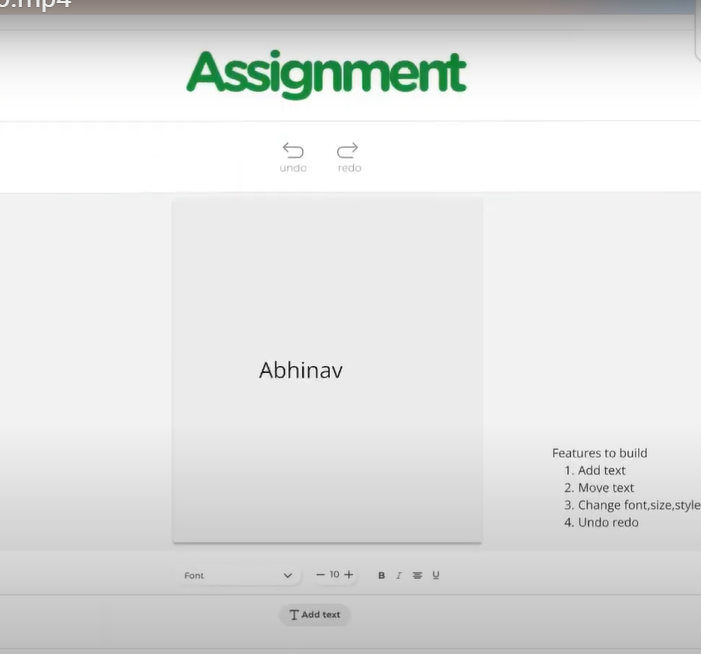 .mp4
Assignment
undo redo
Abhinav
Features to build
1. Add text
2. Move text
3. Change font,size,style
4. Undo redo
Font
− 10 + B I U
T Add text